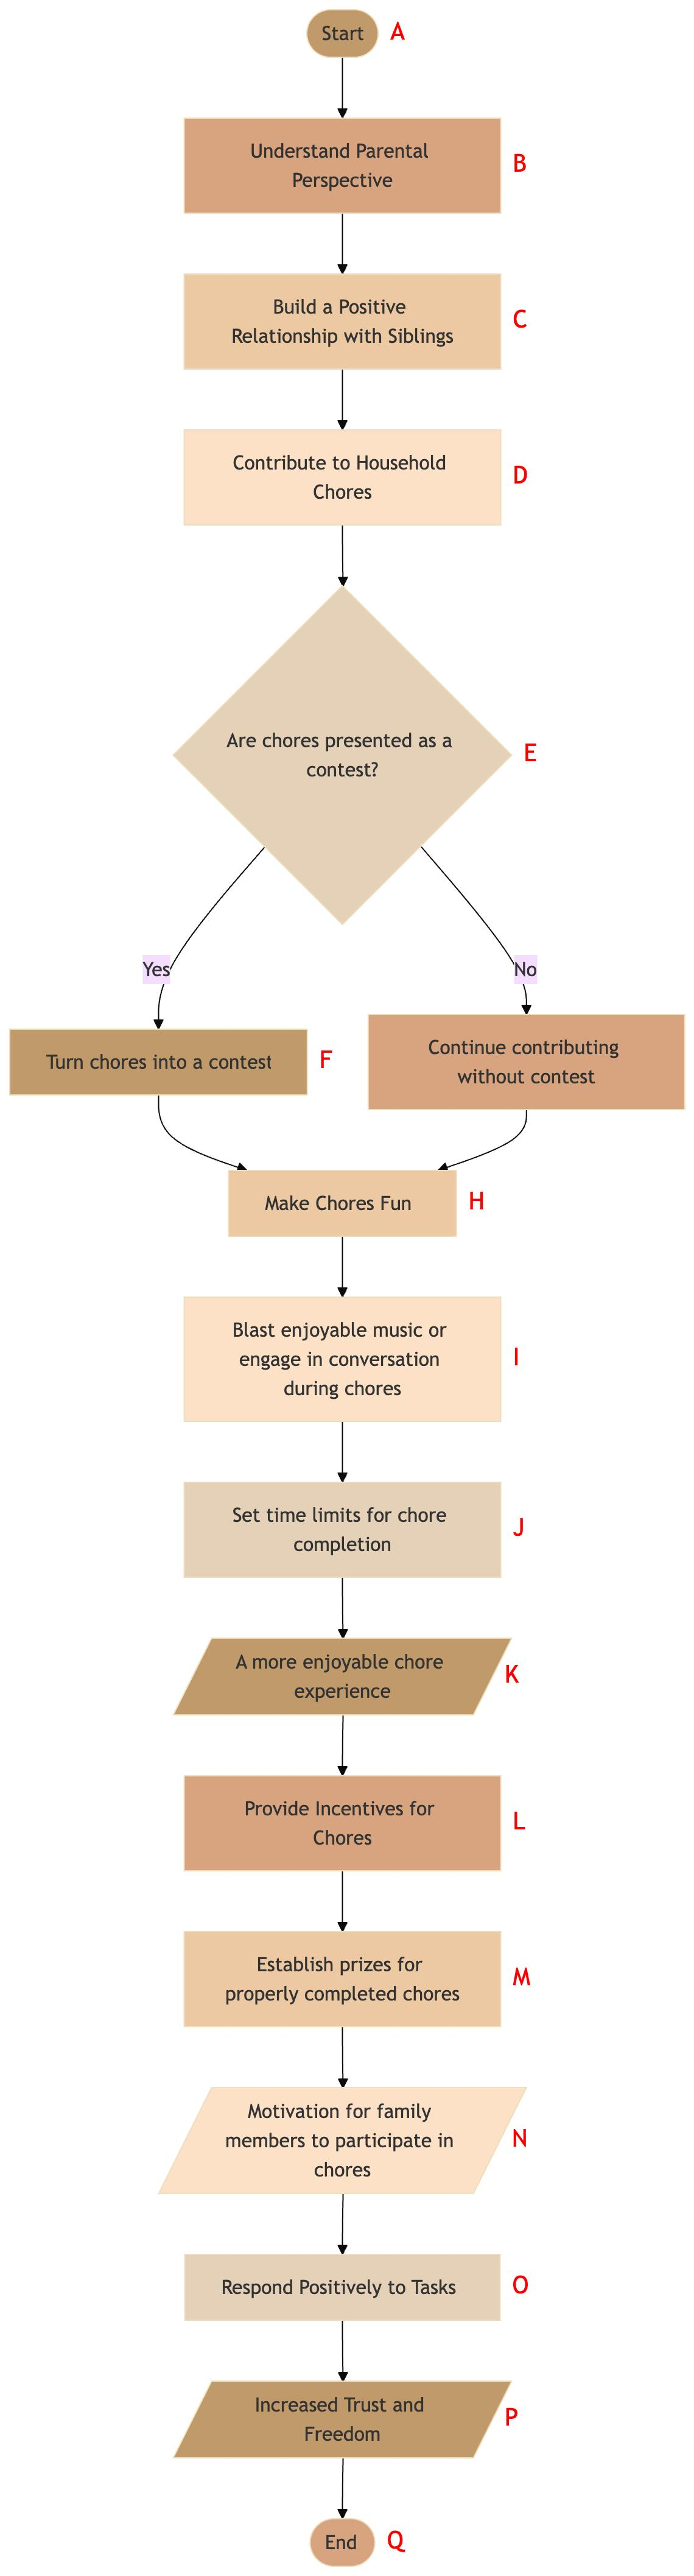 Start
A
Understand Parental
Perspective
B
Build a Positive
Relationship with Siblings
C
Contribute to Household
Chores
D
Are chores presented as a
contest?
E
Yes
No
Turn chores into a contest
F
Continue contributing
without contest
Make Chores Fun
H
Blast enjoyable music or
engage in conversation
during chores
I
Set time limits for chore
completion
J
A more enjoyable chore
experience
K
Provide Incentives for
Chores
L
Establish prizes for
properly completed chores
M
Motivation for family
members to participate in
chores
N
Respond Positively to Tasks
O
Increased Trust and
Freedom
P
End
Q